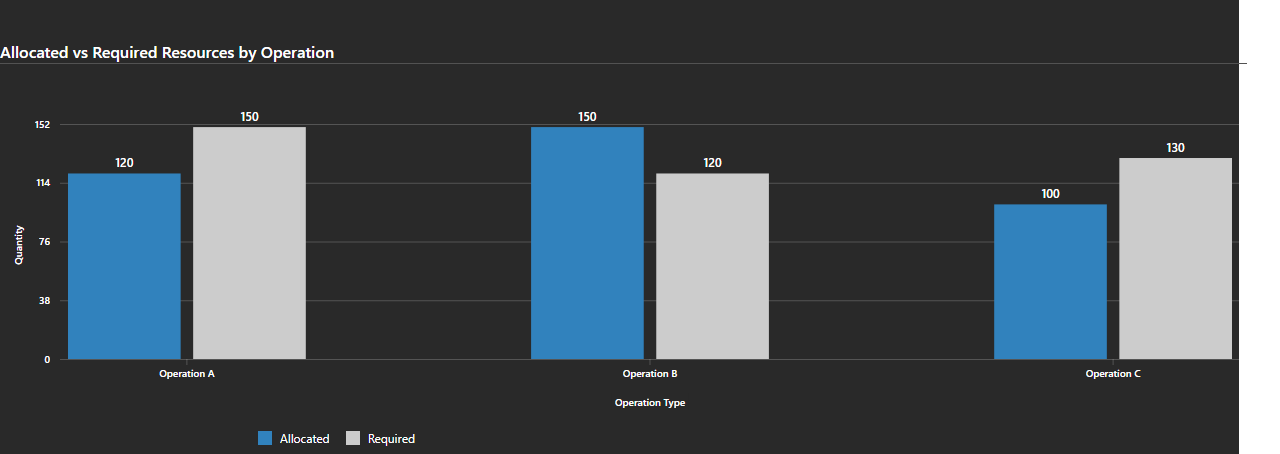 Allocated vs Required Resources by Operation
150
150
152
130
120
120
114
100
Quantity
76
38
0
Operation A
Operation B
Operation C
Operation Type
Allocated
Required